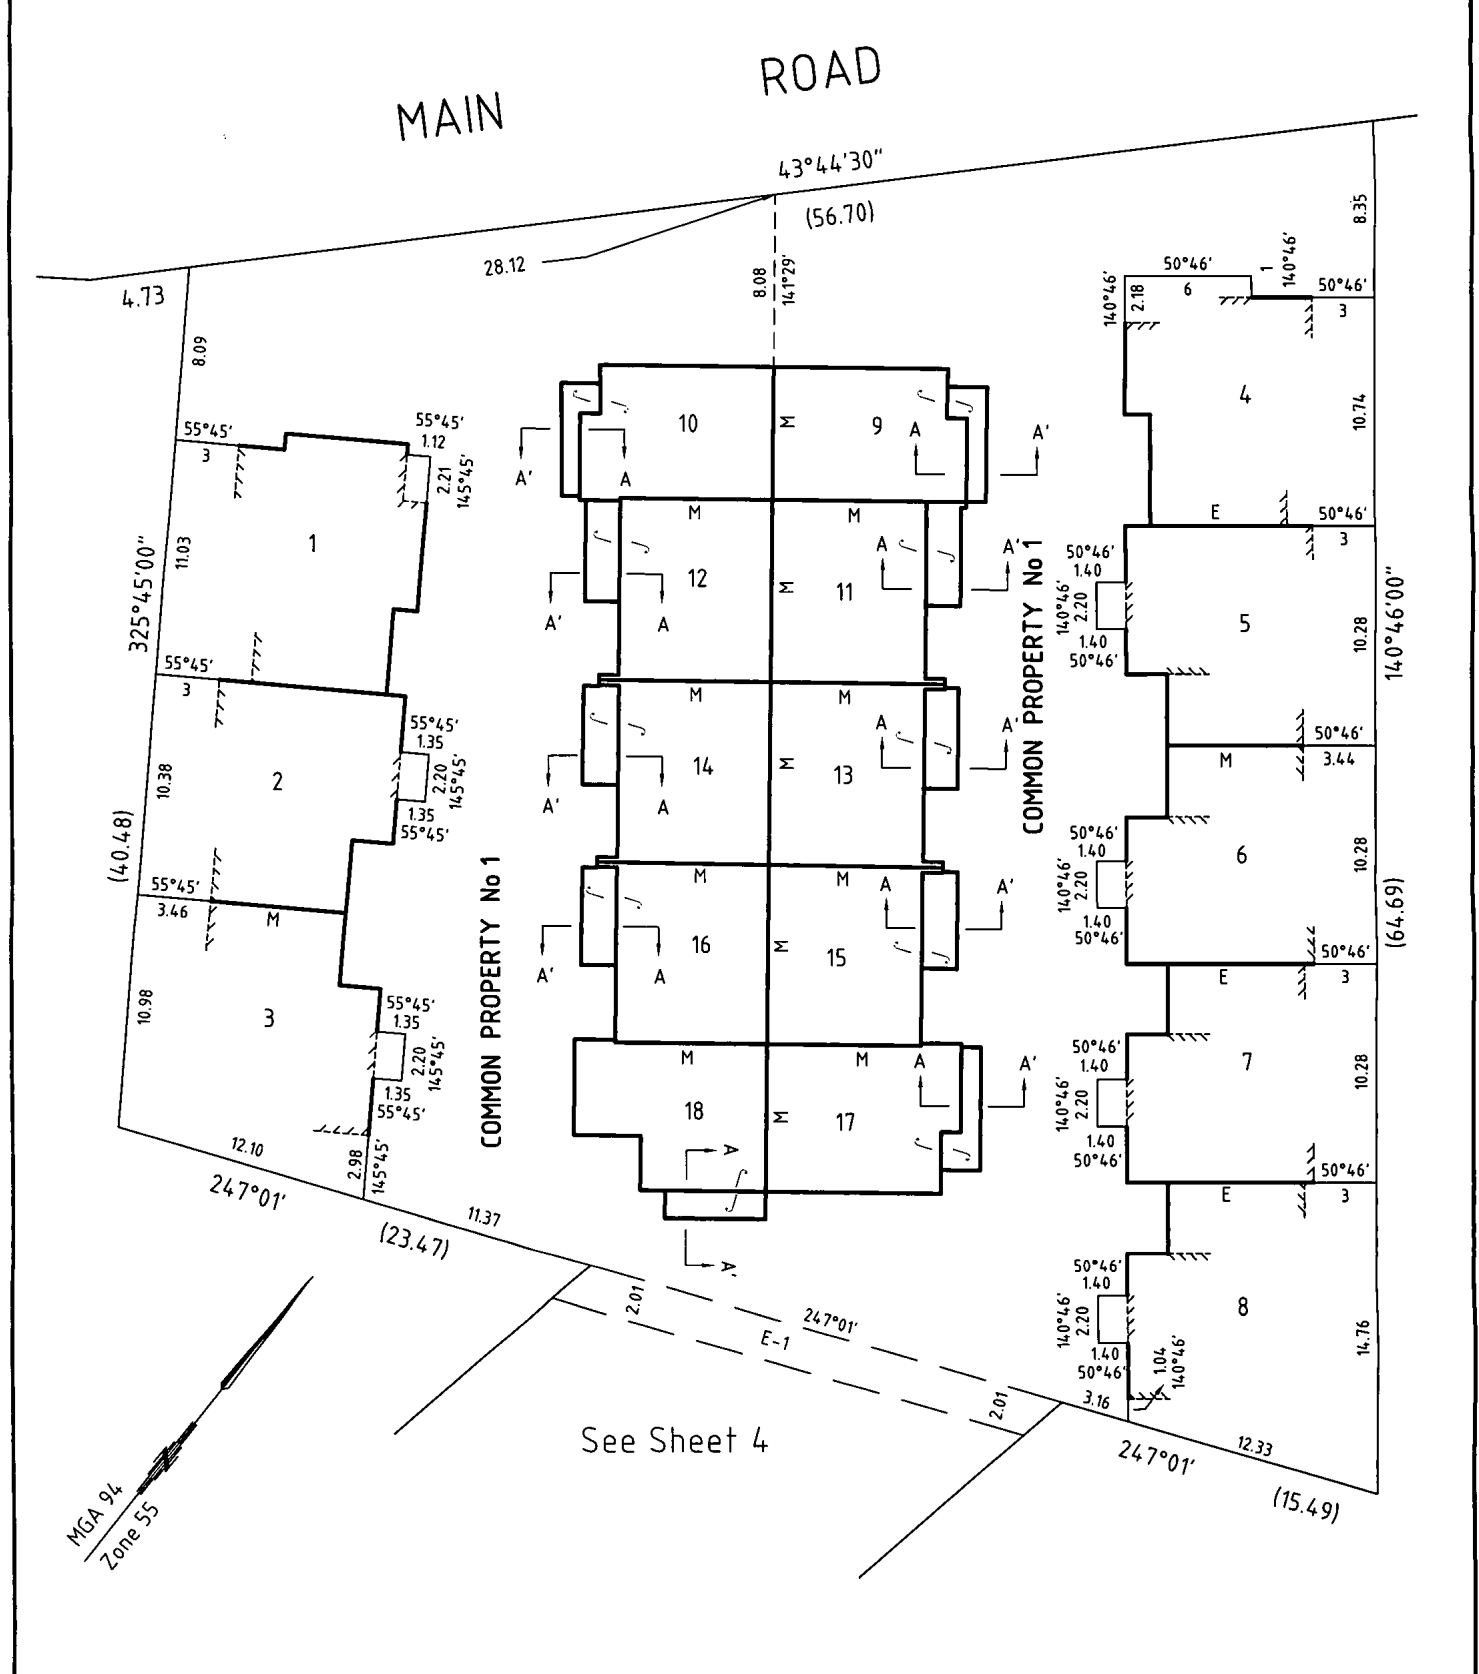 MAIN ROAD
43°44'30"
(56.70)
28.12
4.73
8.08
141°29'
8.35
8.09
50°46'
6
1
140°46'
140°46'
2.18
50°46'
3
4
10.74
55°45'
3
55°45'
1.12
2.21
145°45'
1
11.03
325°45'00"
10
M
9
A'
A
A
A'
M
M
12
M
11
A'
A
A
A'
E
50°46'
3
50°46'
1.40
140°46'
2.20
1.40
50°46'
5
10.28
140°46'00"
COMMON PROPERTY No 1
55°45'
3
55°45'
1.35
2.20
145°45'
1.35
55°45'
2
10.38
(40.48)
M
M
14
M
13
A'
A
A
A'
M
50°46'
3.44
50°46'
1.40
140°46'
2.20
1.40
50°46'
6
10.28
(64.69)
55°45'
3.46
M
COMMON PROPERTY No 1
M
M
16
M
15
A'
A
A
A'
E
50°46'
3
3
10.98
55°45'
1.35
2.20
145°45'
1.35
55°45'
50°46'
1.40
140°46'
2.20
1.40
50°46'
7
10.28
M
M
18
M
17
A
A'
A
A'
E
50°46'
3
12.10
2.98
145°45'
247°01'
(23.47)
11.37
50°46'
1.40
140°46'
2.20
1.40
50°46'
8
1.04
140°46'
14.76
2.01
E-1
247°01'
2.01
3.16
12.33
247°01'
(15.49)
See Sheet 4
MGA 94
Zone 55